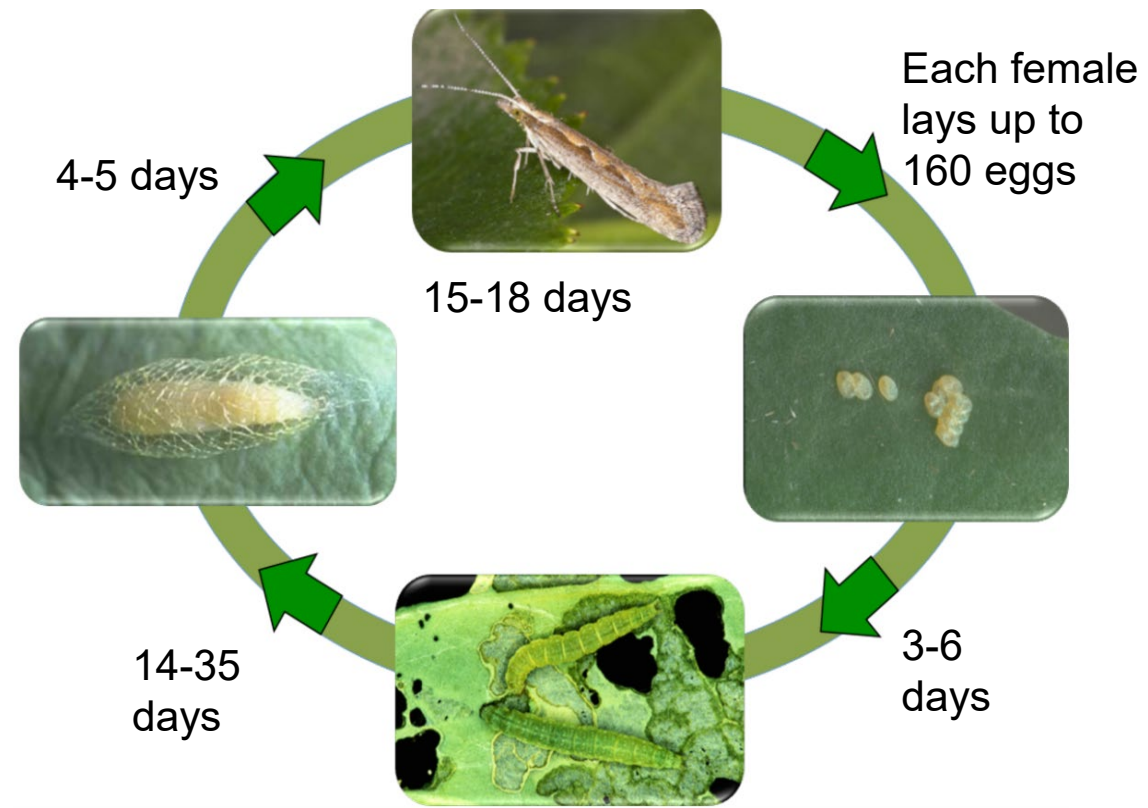 Each female
lays up to
160 eggs
4-5 days
15-18 days
3-6
days
14-35
days